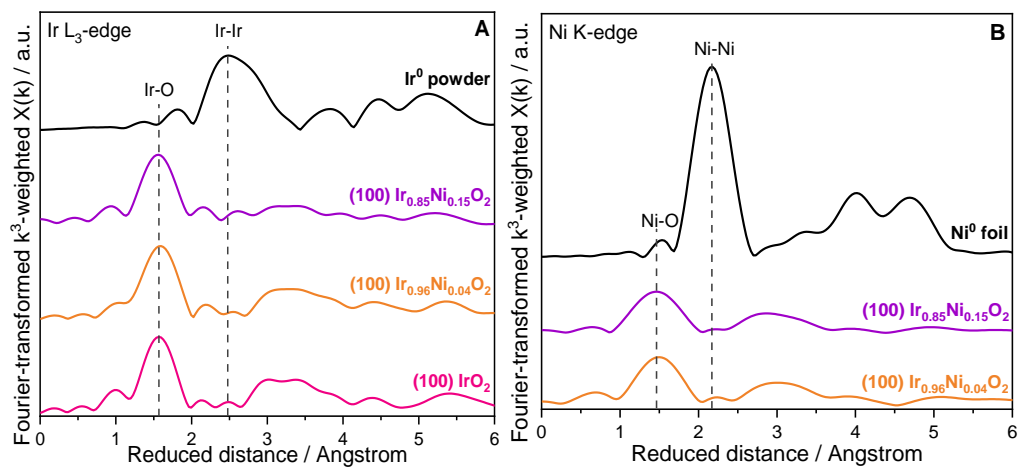 Ir L₃-edge
A
Ir-Ir
Ir-O
Ir⁰ powder
(100) Ir₀.₈₅Ni₀.₁₅O₂
(100) Ir₀.₉₆Ni₀.₀₄O₂
(100) IrO₂
Fourier-transformed k³-weighted X(k) / a.u.
0 1 2 3 4 5 6
Reduced distance / Angstrom
Ni K-edge
B
Ni-Ni
Ni-O
Ni⁰ foil
(100) Ir₀.₈₅Ni₀.₁₅O₂
(100) Ir₀.₉₆Ni₀.₀₄O₂
Fourier-transformed k³-weighted X(k) / a.u.
0 1 2 3 4 5 6
Reduced distance / Angstrom